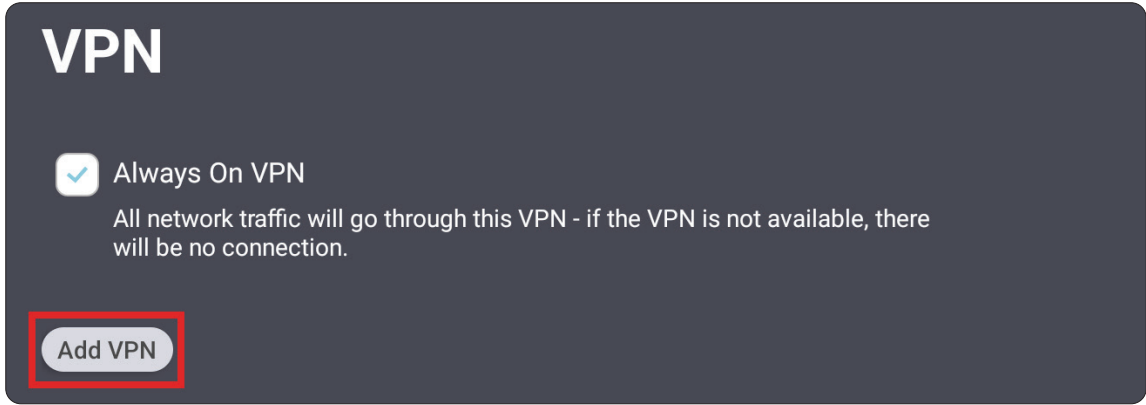 VPN
Always On VPN
All network traffic will go through this VPN - if the VPN is not available, there
will be no connection.
Add VPN